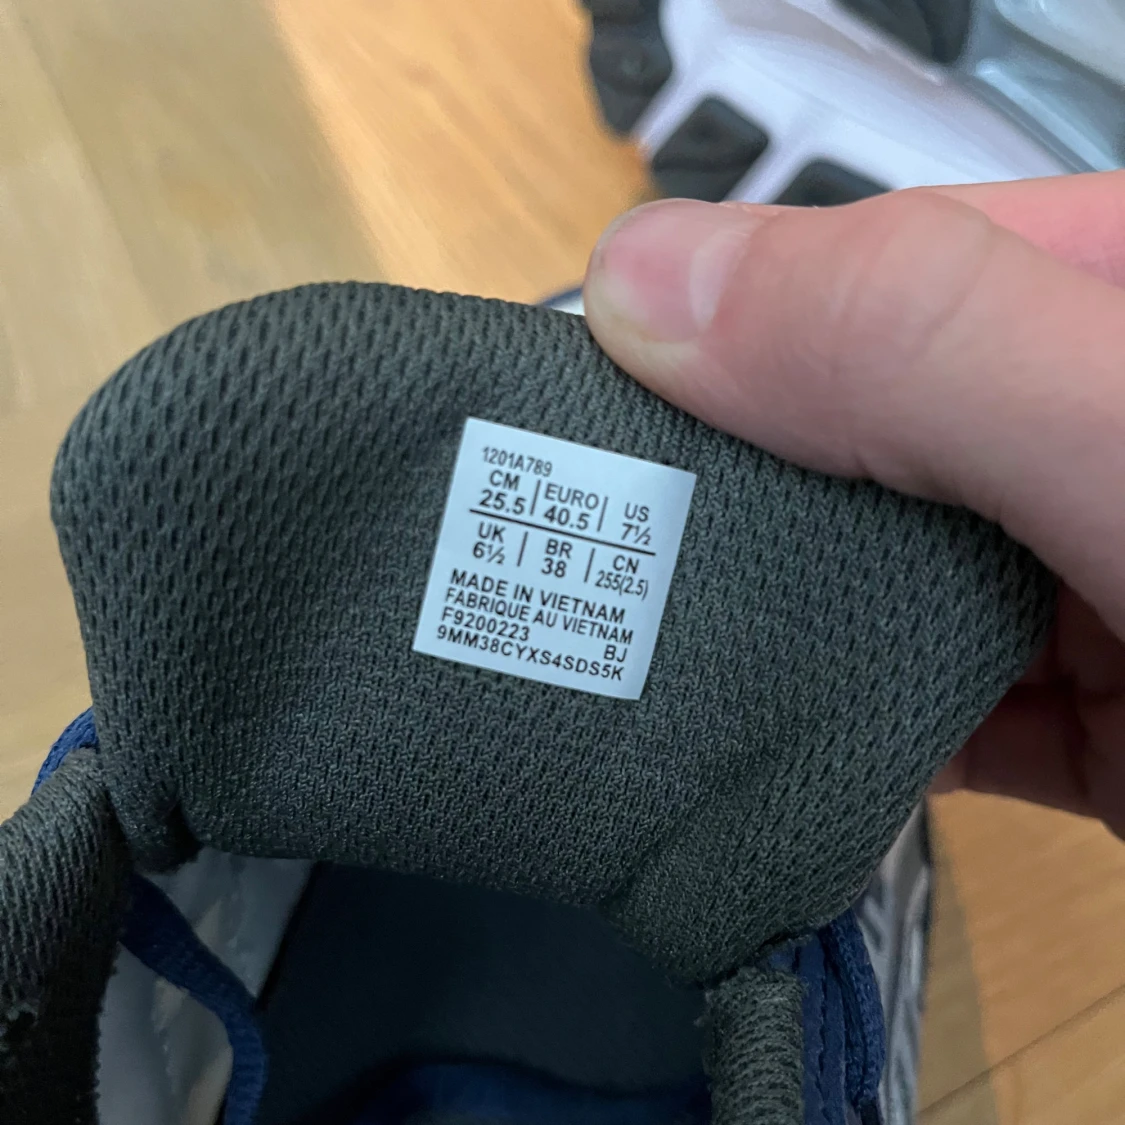 1201A789
CM | EURO | US
25.5 | 40.5 | 7½
UK | BR | CN
6½ | 38 | 255(2.5)
MADE IN VIETNAM
FABRIQUE AU VIETNAM
F9200223 BJ
9MM38CYXS4SDS5K